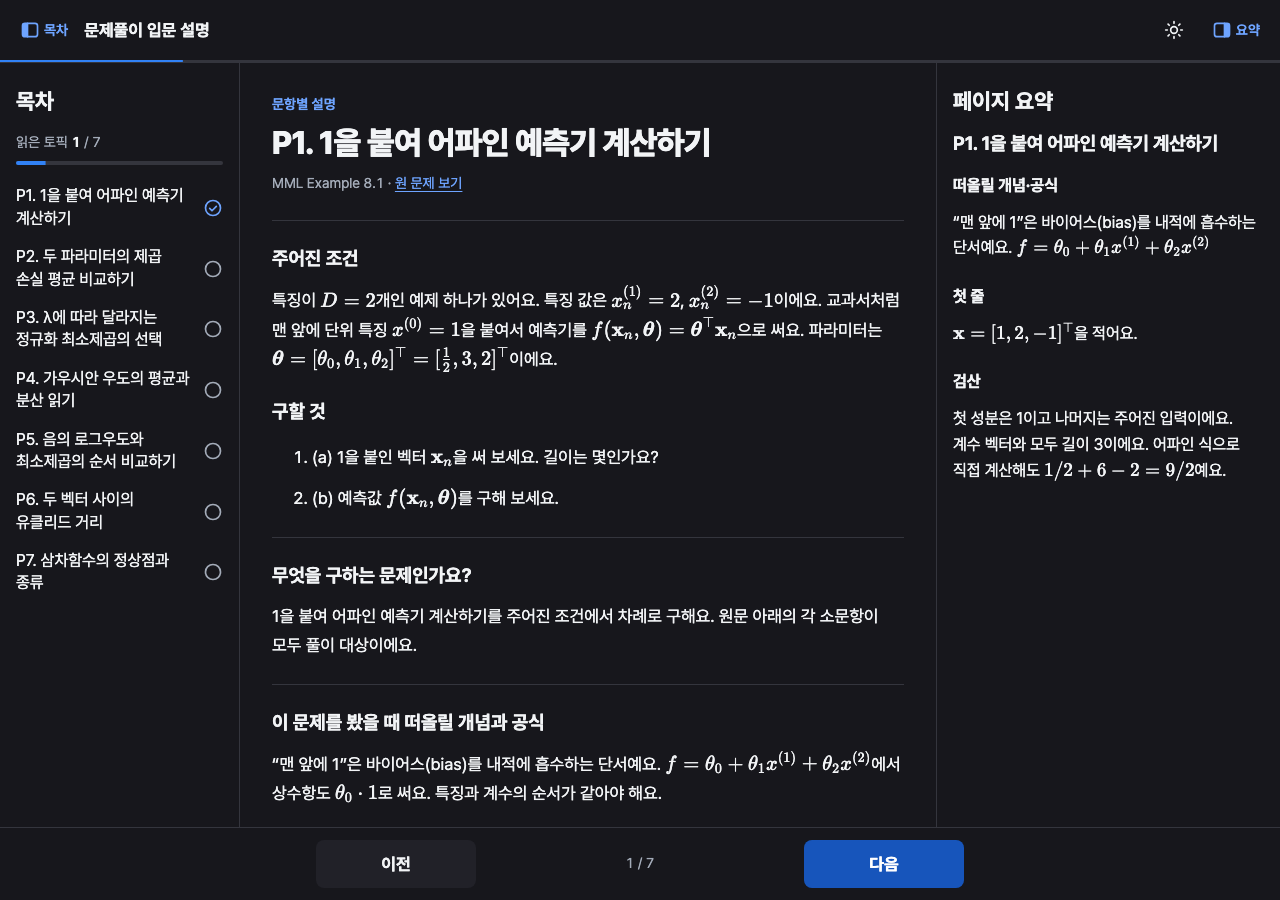 목차
문제풀이 입문 설명
요약
목차
읽은 토픽 1 / 7
P1. 1을 붙여 어파인 예측기
계산하기
P2. 두 파라미터의 제곱
손실 평균 비교하기
P3. λ에 따라 달라지는
정규화 최소제곱의 선택
P4. 가우시안 우도의 평균과
분산 읽기
P5. 음의 로그우도와
최소제곱의 순서 비교하기
P6. 두 벡터 사이의
유클리드 거리
P7. 삼차함수의 정상점과
종류
문항별 설명
P1. 1을 붙여 어파인 예측기 계산하기
MML Example 8.1 · 원 문제 보기
주어진 조건
특징이 D = 2개인 예제 하나가 있어요. 특징 값은 xₙ⁽¹⁾ = 2, xₙ⁽²⁾ = −1이에요. 교과서처럼
맨 앞에 단위 특징 x⁽⁰⁾ = 1을 붙여서 예측기를 f(𝐱ₙ, 𝜽) = 𝜽⊤𝐱ₙ으로 써요. 파라미터는
𝜽 = [θ₀, θ₁, θ₂]⊤ = [½, 3, 2]⊤이에요.
구할 것
1. (a) 1을 붙인 벡터 𝐱ₙ을 써 보세요. 길이는 몇인가요?
2. (b) 예측값 f(𝐱ₙ, 𝜽)를 구해 보세요.
무엇을 구하는 문제인가요?
1을 붙여 어파인 예측기 계산하기를 주어진 조건에서 차례로 구해요. 원문 아래의 각 소문항이
모두 풀이 대상이에요.
이 문제를 봤을 때 떠올릴 개념과 공식
“맨 앞에 1”은 바이어스(bias)를 내적에 흡수하는 단서예요. f = θ₀ + θ₁x⁽¹⁾ + θ₂x⁽²⁾에서
상수항도 θ₀ · 1로 써요. 특징과 계수의 순서가 같아야 해요.
페이지 요약
P1. 1을 붙여 어파인 예측기 계산하기
떠올릴 개념·공식
“맨 앞에 1”은 바이어스(bias)를 내적에 흡수하는
단서예요. f = θ₀ + θ₁x⁽¹⁾ + θ₂x⁽²⁾
첫 줄
𝐱 = [1, 2, −1]⊤을 적어요.
검산
첫 성분은 1이고 나머지는 주어진 입력이에요.
계수 벡터와 모두 길이 3이에요. 어파인 식으로
직접 계산해도 1/2 + 6 − 2 = 9/2예요.
이전
1 / 7
다음